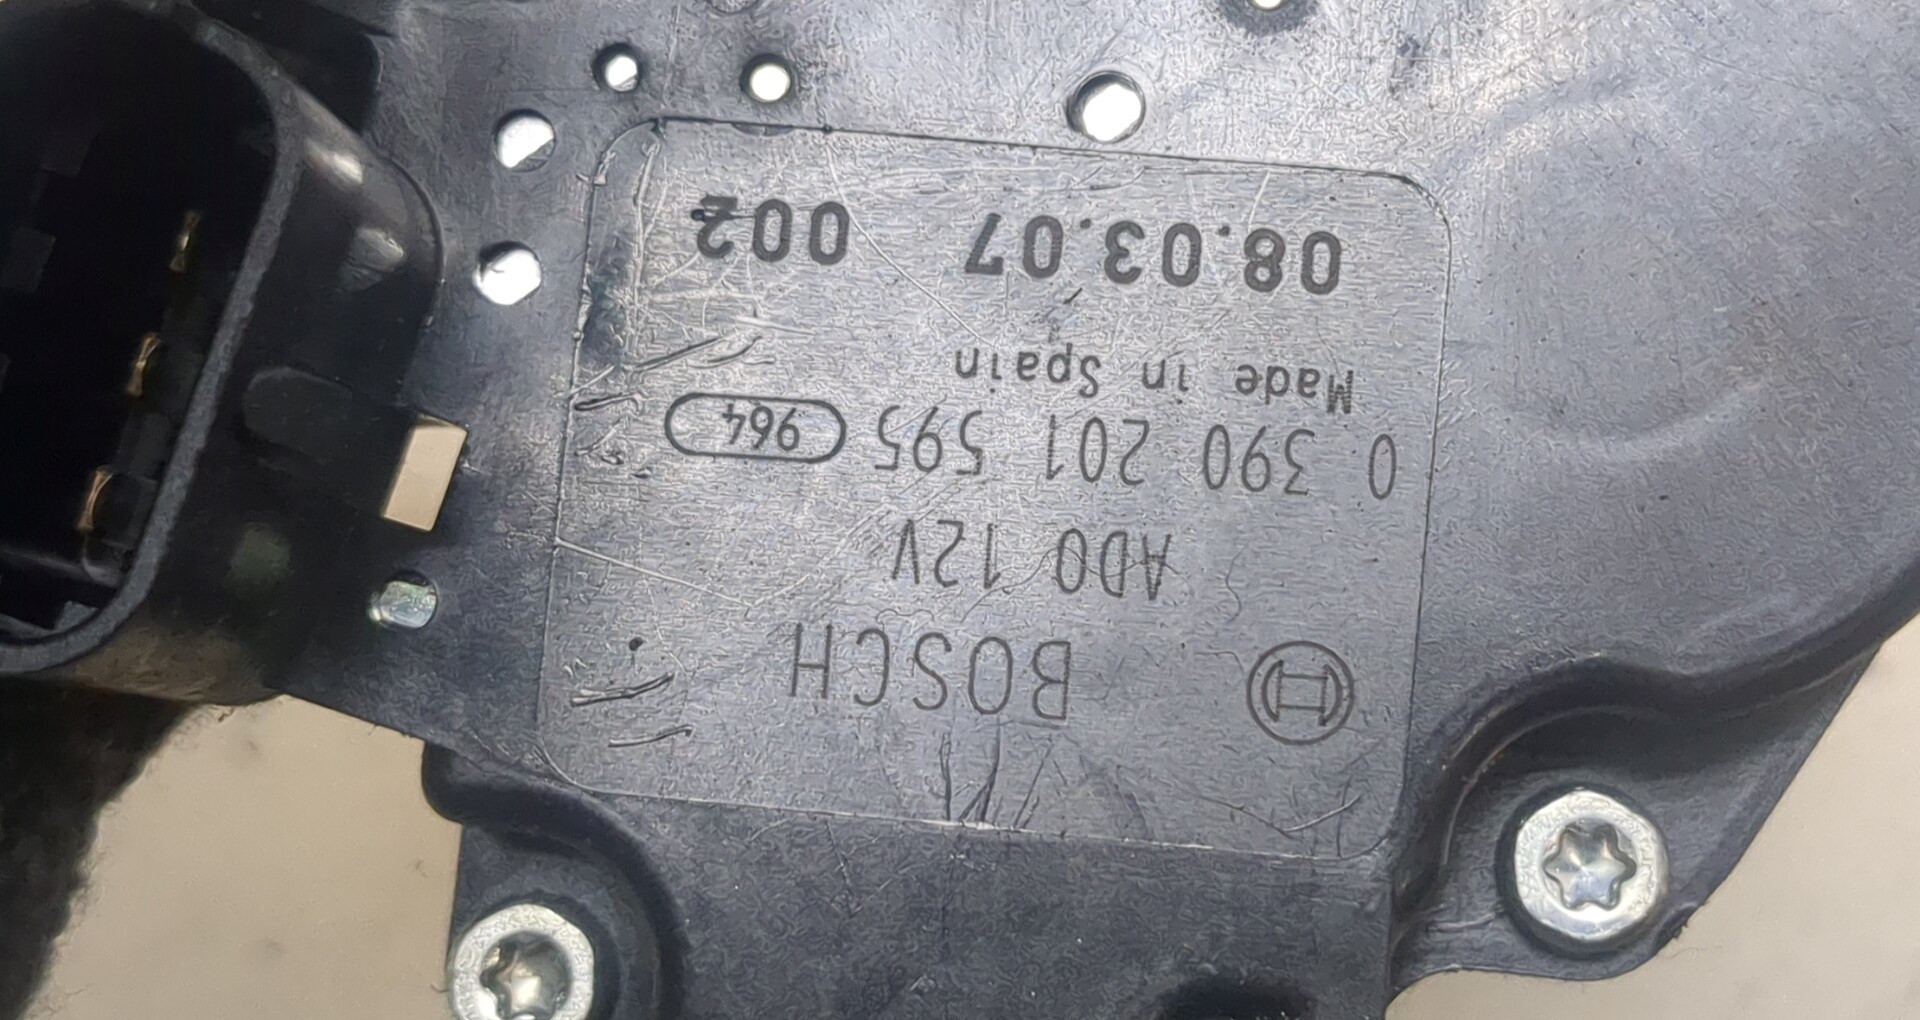 BOSCH
AD0 12V
0 390 201 595 964
Made in Spain
08.03.07 002